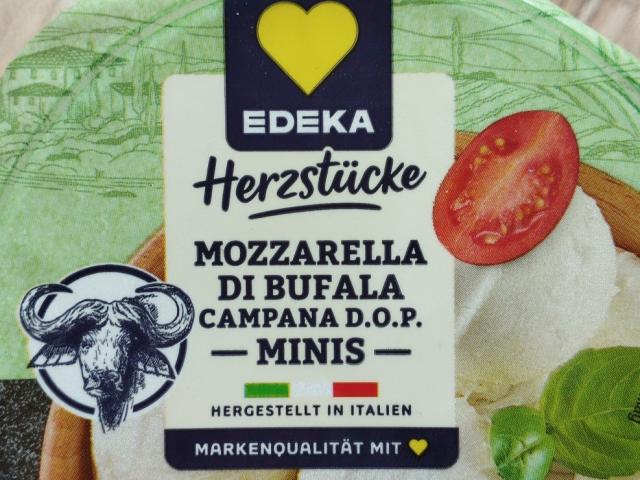 EDEKA
Herzstücke
MOZZARELLA
DI BUFALA
CAMPANA D.O.P.
— MINIS —
HERGESTELLT IN ITALIEN
MARKENQUALITÄT MIT